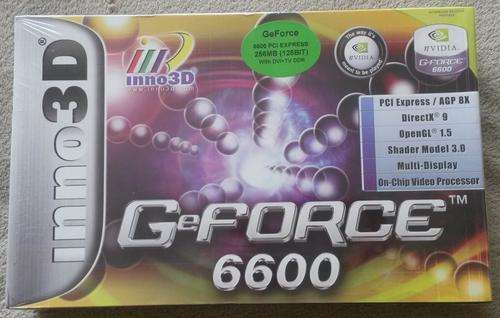 inno3D®
inno3D®
www.inno3d.com
GeForce
6600 PCI EXPRESS
256MB (128BIT)
With DVI+TV DDR
The way it's
nVIDIA
meant to be played
nVIDIA
GeFORCE
6600
PCI Express / AGP 8X
DirectX® 9
OpenGL® 1.5
Shader Model 3.0
Multi-Display
On-Chip Video Processor
GeFORCE™
6600